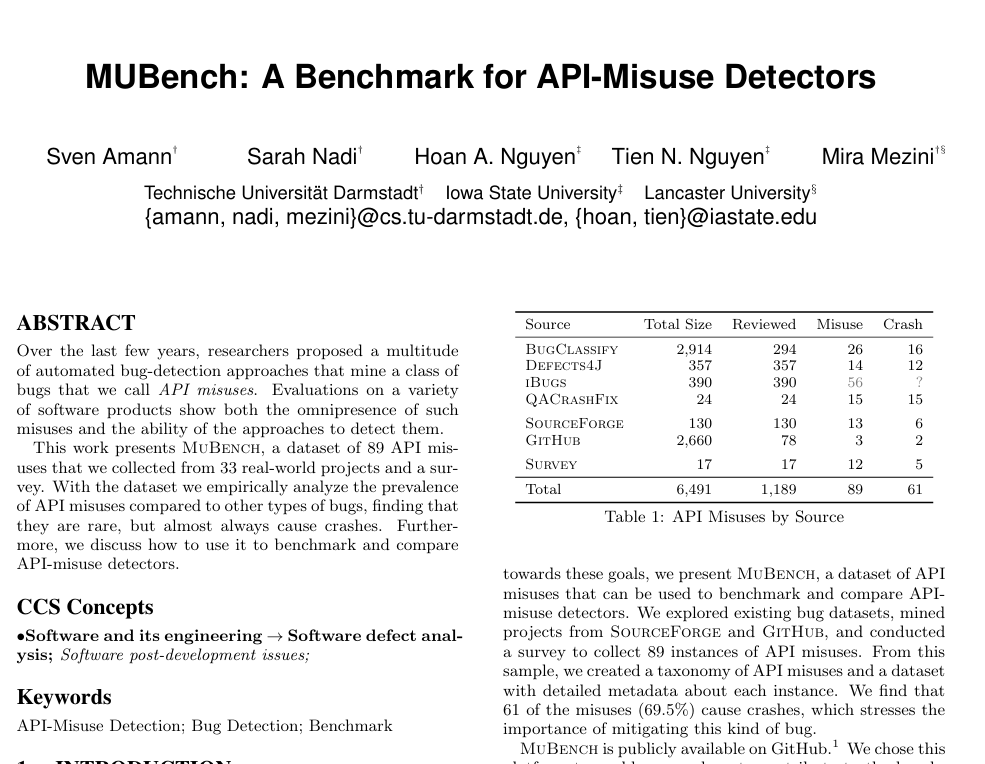 MUBench: A Benchmark for API-Misuse Detectors
Sven Amann† Sarah Nadi† Hoan A. Nguyen‡ Tien N. Nguyen‡ Mira Mezini†§
Technische Universität Darmstadt† Iowa State University‡ Lancaster University§
{amann, nadi, mezini}@cs.tu-darmstadt.de, {hoan, tien}@iastate.edu
ABSTRACT
Over the last few years, researchers proposed a multitude
of automated bug-detection approaches that mine a class of
bugs that we call API misuses. Evaluations on a variety
of software products show both the omnipresence of such
misuses and the ability of the approaches to detect them.
This work presents MUBENCH, a dataset of 89 API mis-
uses that we collected from 33 real-world projects and a sur-
vey. With the dataset we empirically analyze the prevalence
of API misuses compared to other types of bugs, finding that
they are rare, but almost always cause crashes. Further-
more, we discuss how to use it to benchmark and compare
API-misuse detectors.
CCS Concepts
•Software and its engineering → Software defect anal-
ysis; Software post-development issues;
Keywords
API-Misuse Detection; Bug Detection; Benchmark
1. INTRODUCTION
Source Total Size Reviewed Misuse Crash
BUGCLASSIFY 2,914 294 26 16
DEFECTS4J 357 357 14 12
IBUGS 390 390 56 ?
QACRASHFIX 24 24 15 15
SOURCEFORGE 130 130 13 6
GITHUB 2,660 78 3 2
SURVEY 17 17 12 5
Total 6,491 1,189 89 61
Table 1: API Misuses by Source
towards these goals, we present MUBENCH, a dataset of API
misuses that can be used to benchmark and compare API-
misuse detectors. We explored existing bug datasets, mined
projects from SOURCEFORGE and GITHUB, and conducted
a survey to collect 89 instances of API misuses. From this
sample, we created a taxonomy of API misuses and a dataset
with detailed metadata about each instance. We find that
61 of the misuses (69.5%) cause crashes, which stresses the
importance of mitigating this kind of bug.
MUBENCH is publicly available on GitHub.1 We chose this